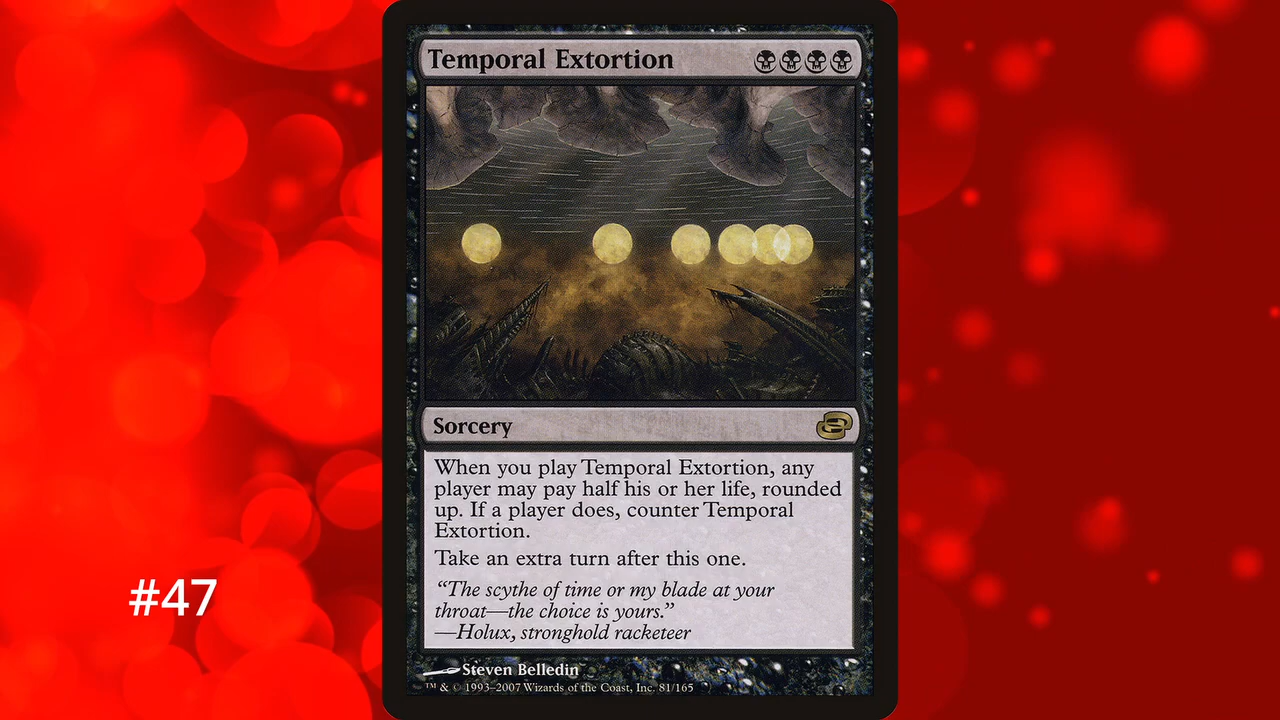 Temporal Extortion
Sorcery
When you play Temporal Extortion, any
player may pay half his or her life, rounded
up. If a player does, counter Temporal
Extortion.
Take an extra turn after this one.
“The scythe of time or my blade at your
throat—the choice is yours.”
—Holux, stronghold racketeer
#47
Steven Belledin
™ & © 1993–2007 Wizards of the Coast, Inc. 81/165